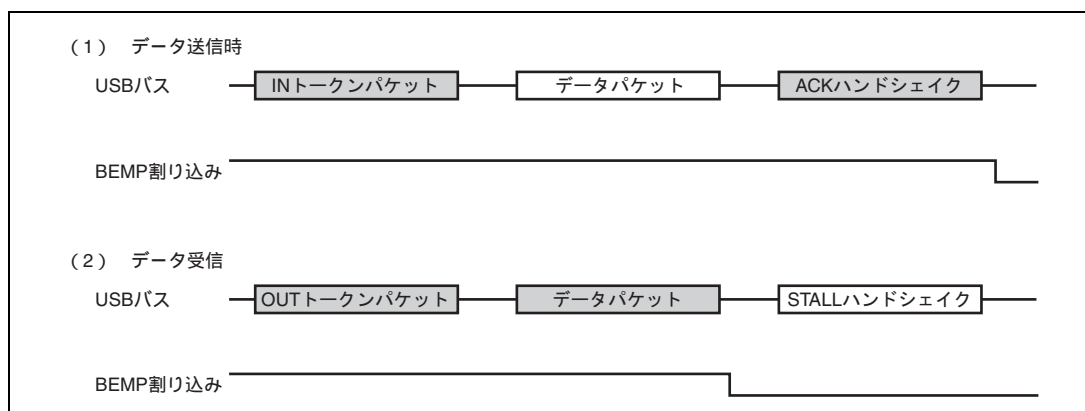 (1) データ送信時
USBバス INトークンパケット データパケット ACKハンドシェイク
BEMP割り込み
(2) データ受信
USBバス OUTトークンパケット データパケット STALLハンドシェイク
BEMP割り込み